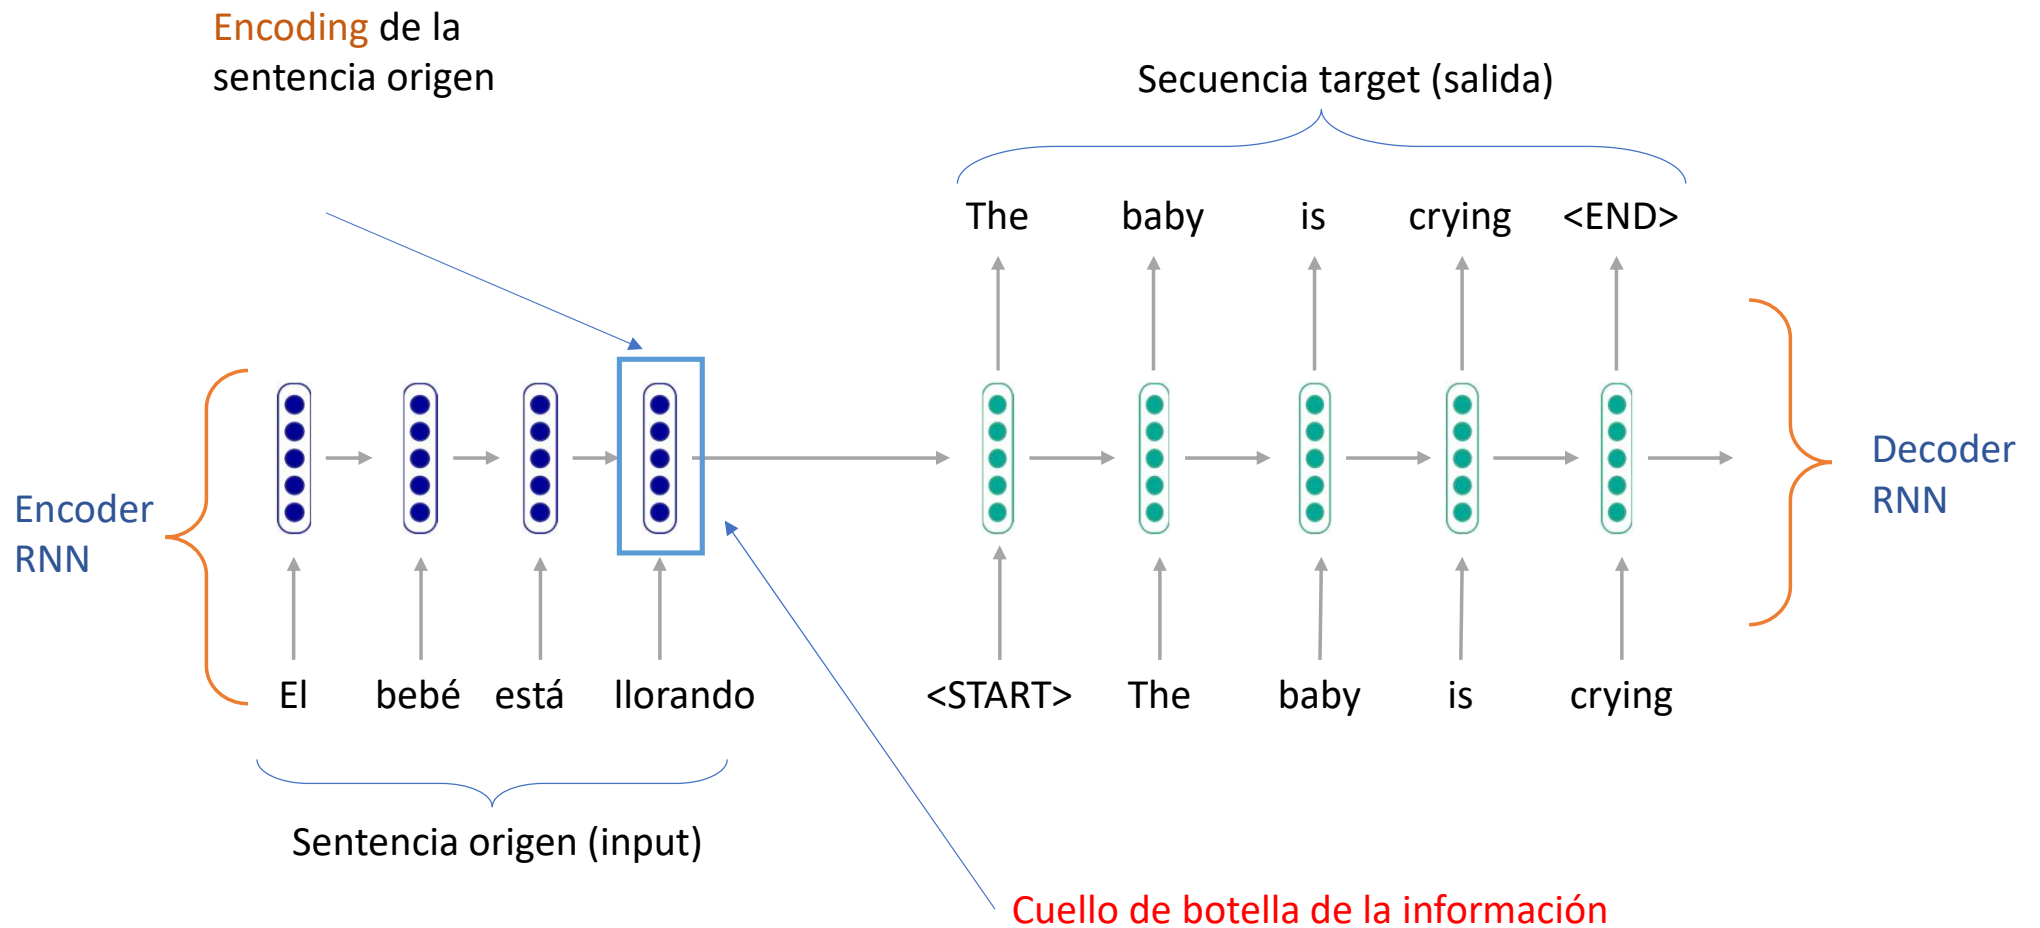 Encoding de la
sentencia origen
Secuencia target (salida)
The baby is crying <END>
Encoder
RNN
Decoder
RNN
El bebé está llorando
<START> The baby is crying
Sentencia origen (input)
Cuello de botella de la información